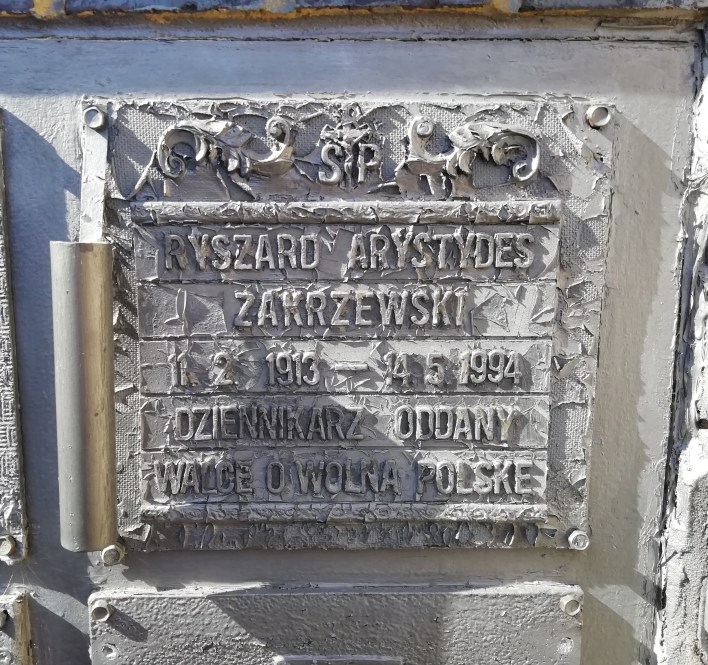 ŚP
RYSZARD ARYSTYDES
ZAKRZEWSKI
11. 2. 1913 — 14. 5. 1994
DZIENNIKARZ ODDANY
WALCE O WOLNĄ POLSKĘ